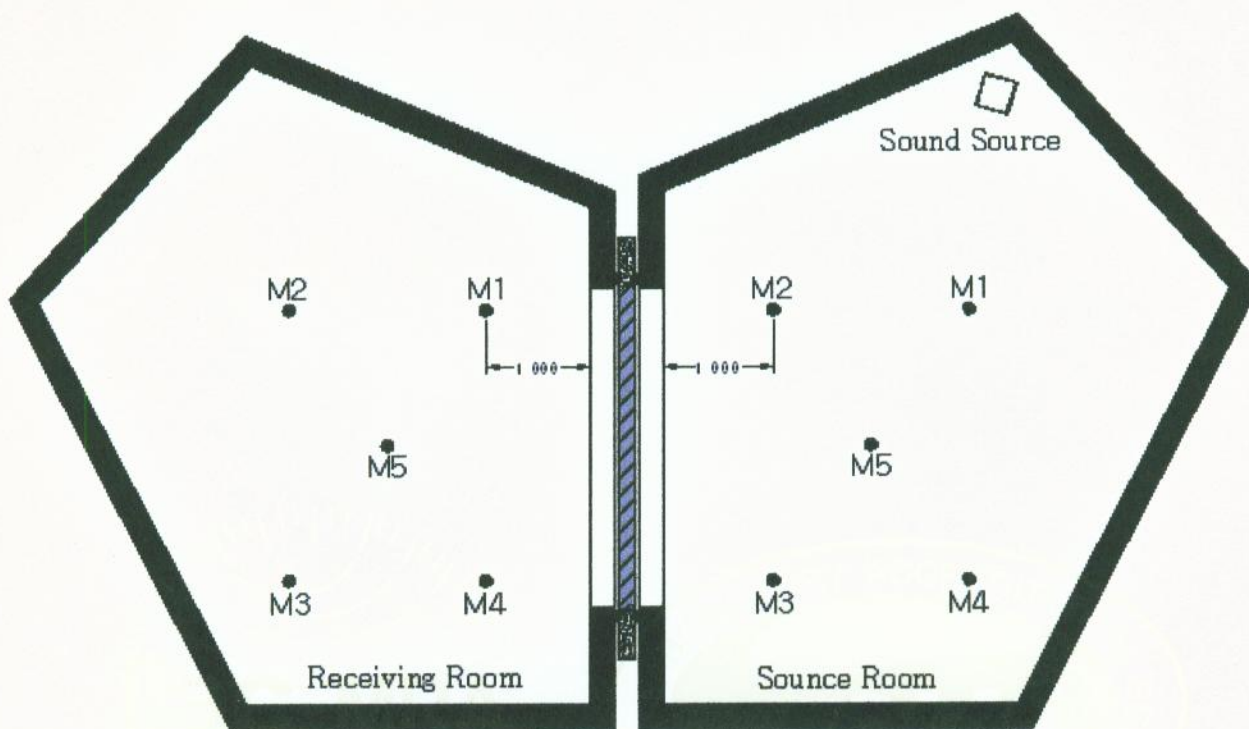 Sound Source
M2
M1
M2
M1
1 000
1 000
M5
M5
M3
M4
M3
M4
Receiving Room
Sounce Room